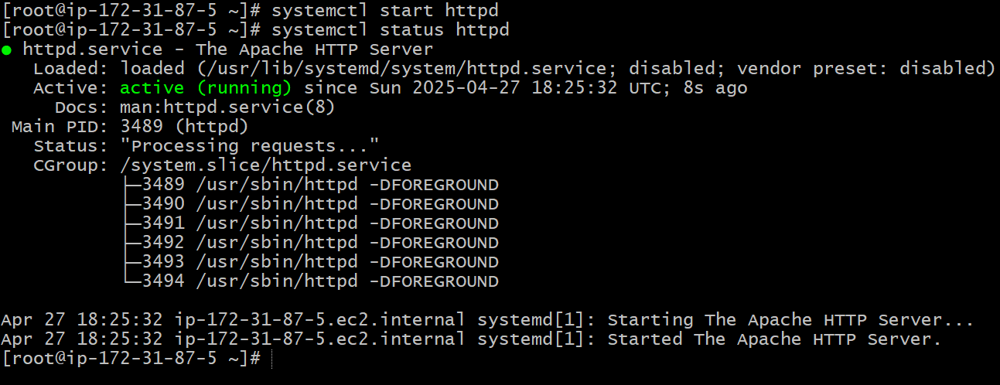 [root@ip-172-31-87-5 ~]# systemctl start httpd
[root@ip-172-31-87-5 ~]# systemctl status httpd
● httpd.service - The Apache HTTP Server
   Loaded: loaded (/usr/lib/systemd/system/httpd.service; disabled; vendor preset: disabled)
   Active: active (running) since Sun 2025-04-27 18:25:32 UTC; 8s ago
     Docs: man:httpd.service(8)
 Main PID: 3489 (httpd)
   Status: "Processing requests..."
   CGroup: /system.slice/httpd.service
           ├─3489 /usr/sbin/httpd -DFOREGROUND
           ├─3490 /usr/sbin/httpd -DFOREGROUND
           ├─3491 /usr/sbin/httpd -DFOREGROUND
           ├─3492 /usr/sbin/httpd -DFOREGROUND
           ├─3493 /usr/sbin/httpd -DFOREGROUND
           └─3494 /usr/sbin/httpd -DFOREGROUND

Apr 27 18:25:32 ip-172-31-87-5.ec2.internal systemd[1]: Starting The Apache HTTP Server...
Apr 27 18:25:32 ip-172-31-87-5.ec2.internal systemd[1]: Started The Apache HTTP Server.
[root@ip-172-31-87-5 ~]#